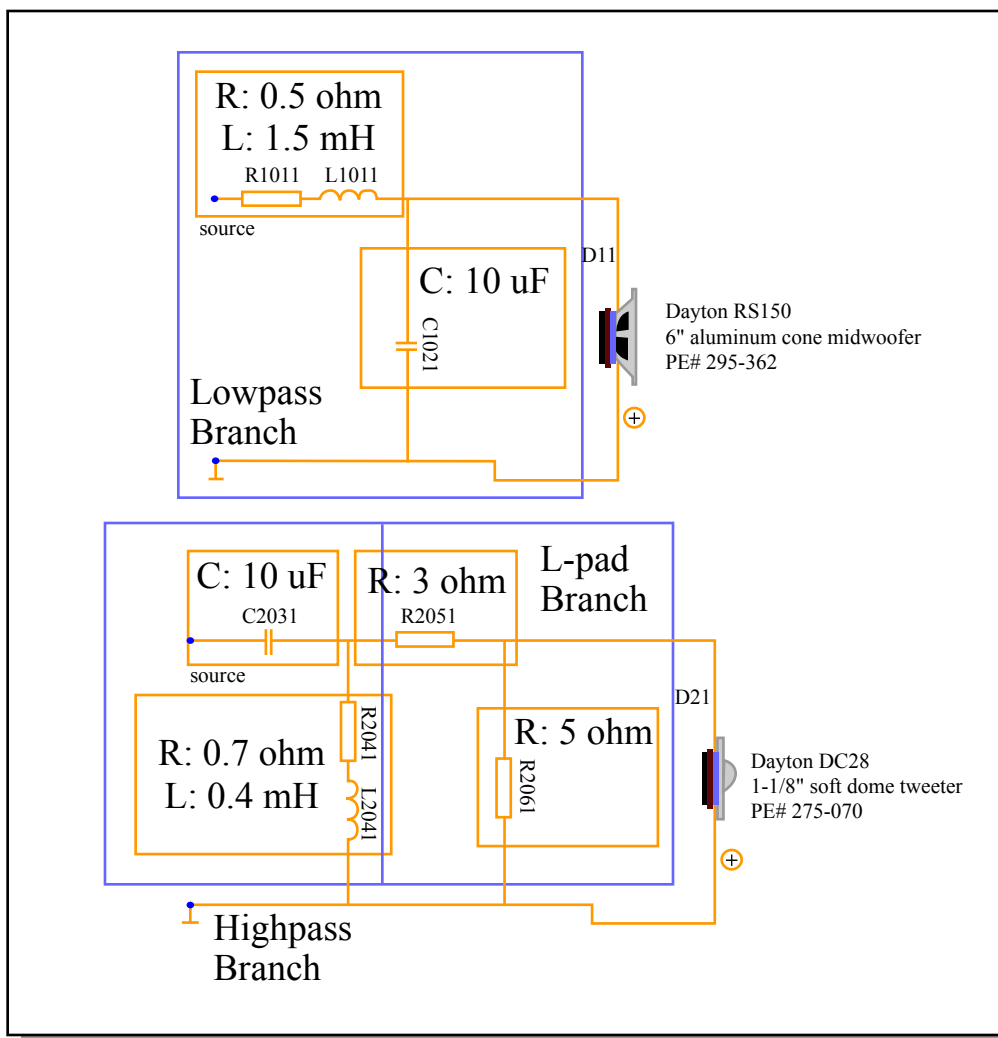 R: 0.5 ohm
L: 1.5 mH
R1011
L1011
source
C: 10 uF
C1021
D11
Dayton RS150
6" aluminum cone midwoofer
PE# 295-362
+
Lowpass
Branch
C: 10 uF
C2031
source
R: 3 ohm
R2051
L-pad
Branch
R: 0.7 ohm
L: 0.4 mH
R2041
L2041
R: 5 ohm
R2061
D21
Dayton DC28
1-1/8" soft dome tweeter
PE# 275-070
+
Highpass
Branch